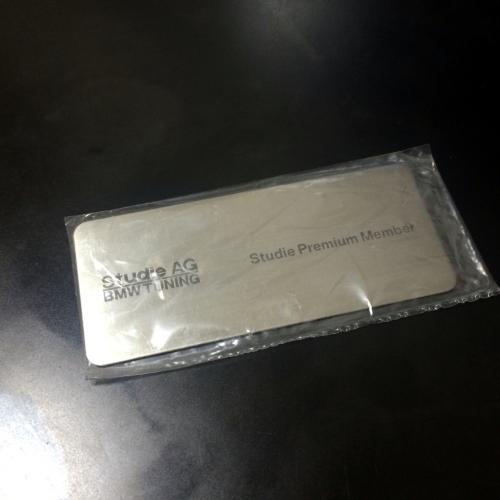 Studie AG
BMW TUNING
Studie Premium Member